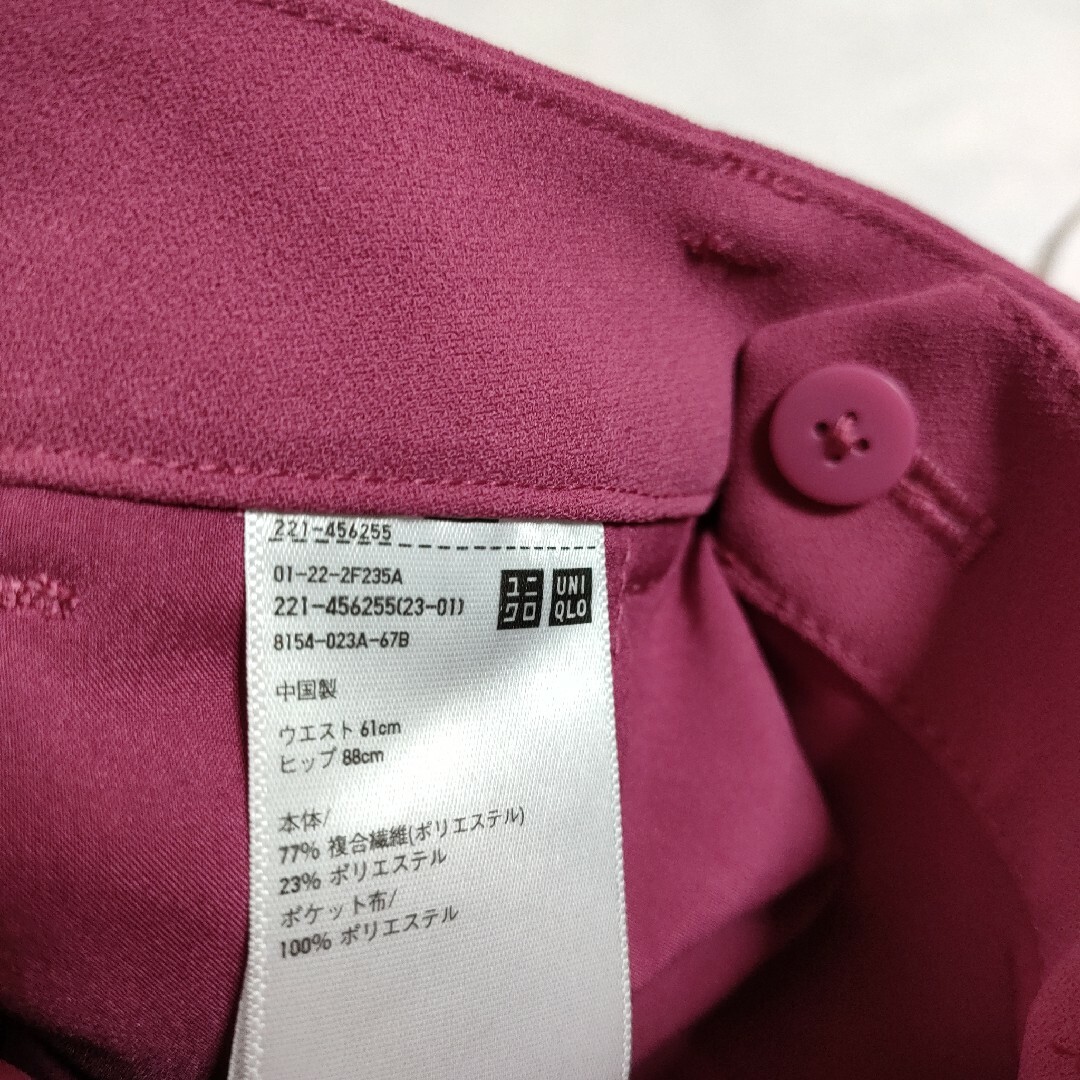 221-456255
01-22-2F235A
221-456255(23-01)
8154-023A-67B
ユニ
クロ
UNI
QLO
中国製
ウエスト 61cm
ヒップ 88cm
本体/
77% 複合繊維(ポリエステル)
23% ポリエステル
ポケット布/
100% ポリエステル